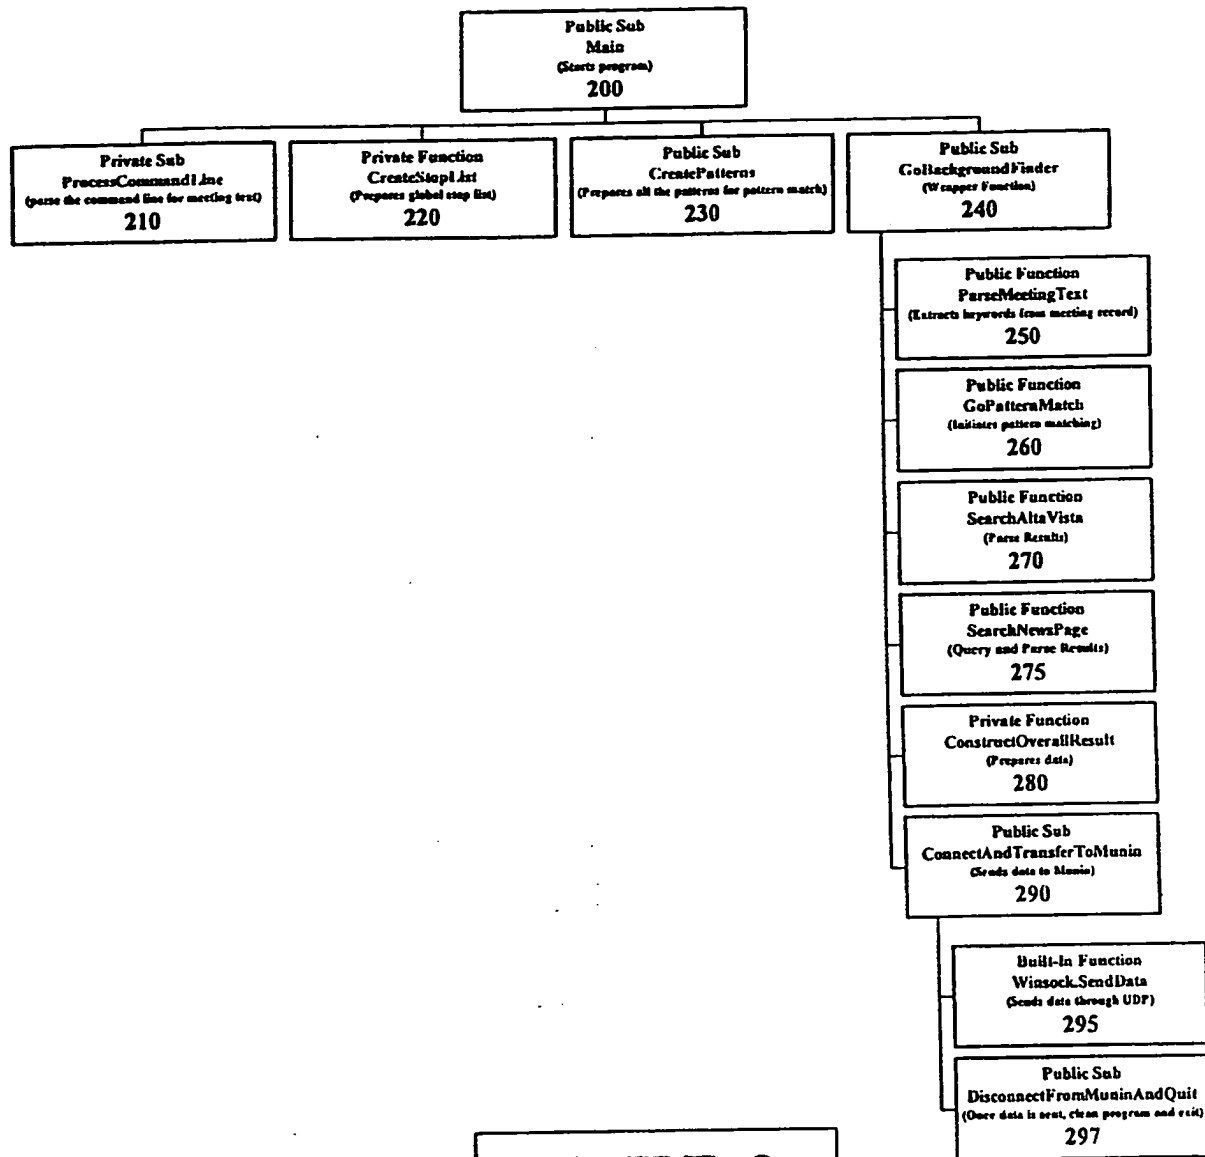 Public Sub
Main
(Starts program)
200
Private Sub
ProcessCommandLine
(parse the command line for meeting text)
210
Private Function
CreateStopList
(Prepares global stop list)
220
Public Sub
CreatePatterns
(Prepares all the patterns for pattern match)
230
Public Sub
GoBackgroundFinder
(Wrapper Function)
240
Public Function
ParseMeetingText
(Extracts keywords from meeting record)
250
Public Function
GoPatternMatch
(Initiates pattern matching)
260
Public Function
SearchAltaVista
(Parse Results)
270
Public Function
SearchNewsPage
(Query and Parse Results)
275
Private Function
ConstructOverallResult
(Prepares data)
280
Public Sub
ConnectAndTransferToMunin
(Sends data to Munin)
290
Built-In Function
Winsock.SendData
(Sends data through UDP)
295
Public Sub
DisconnectFromMuninAndQuit
(Once data is sent, clean program and exit)
297